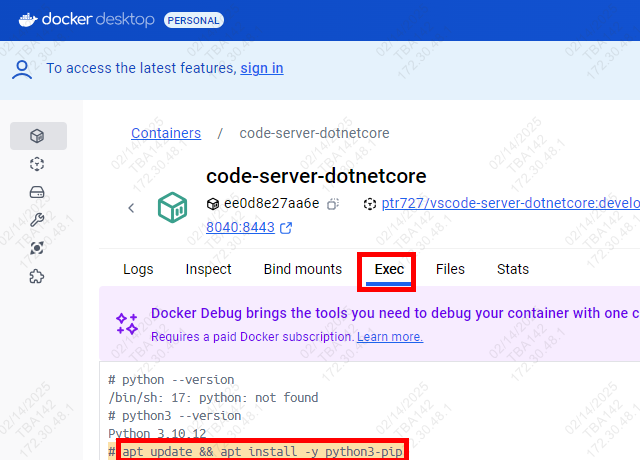 docker desktop PERSONAL
To access the latest features, sign in
Containers / code-server-dotnetcore
code-server-dotnetcore
ee0d8e27aa6e ptr727/vscode-server-dotnetcore:develo
8040:8443
Logs Inspect Bind mounts Exec Files Stats
Docker Debug brings the tools you need to debug your container with one c
Requires a paid Docker subscription. Learn more.
# python --version
/bin/sh: 17: python: not found
# python3 --version
Python 3.10.12
# apt update && apt install -y python3-pip
02/14/2025
TBA142
172.30.48.1